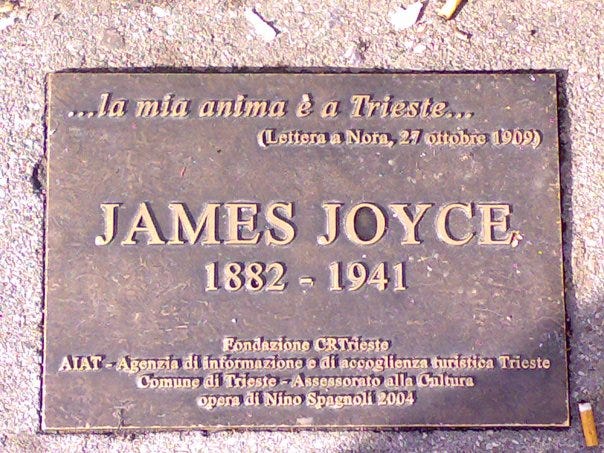 ...la mia anima è a Trieste...
(Lettera a Nora, 27 ottobre 1909)
JAMES JOYCE
1882 - 1941
Fondazione CRTrieste
AIAT - Agenzia di informazione e di accoglienza turistica Trieste
Comune di Trieste - Assessorato alla Cultura
opera di Nino Spagnoli 2004